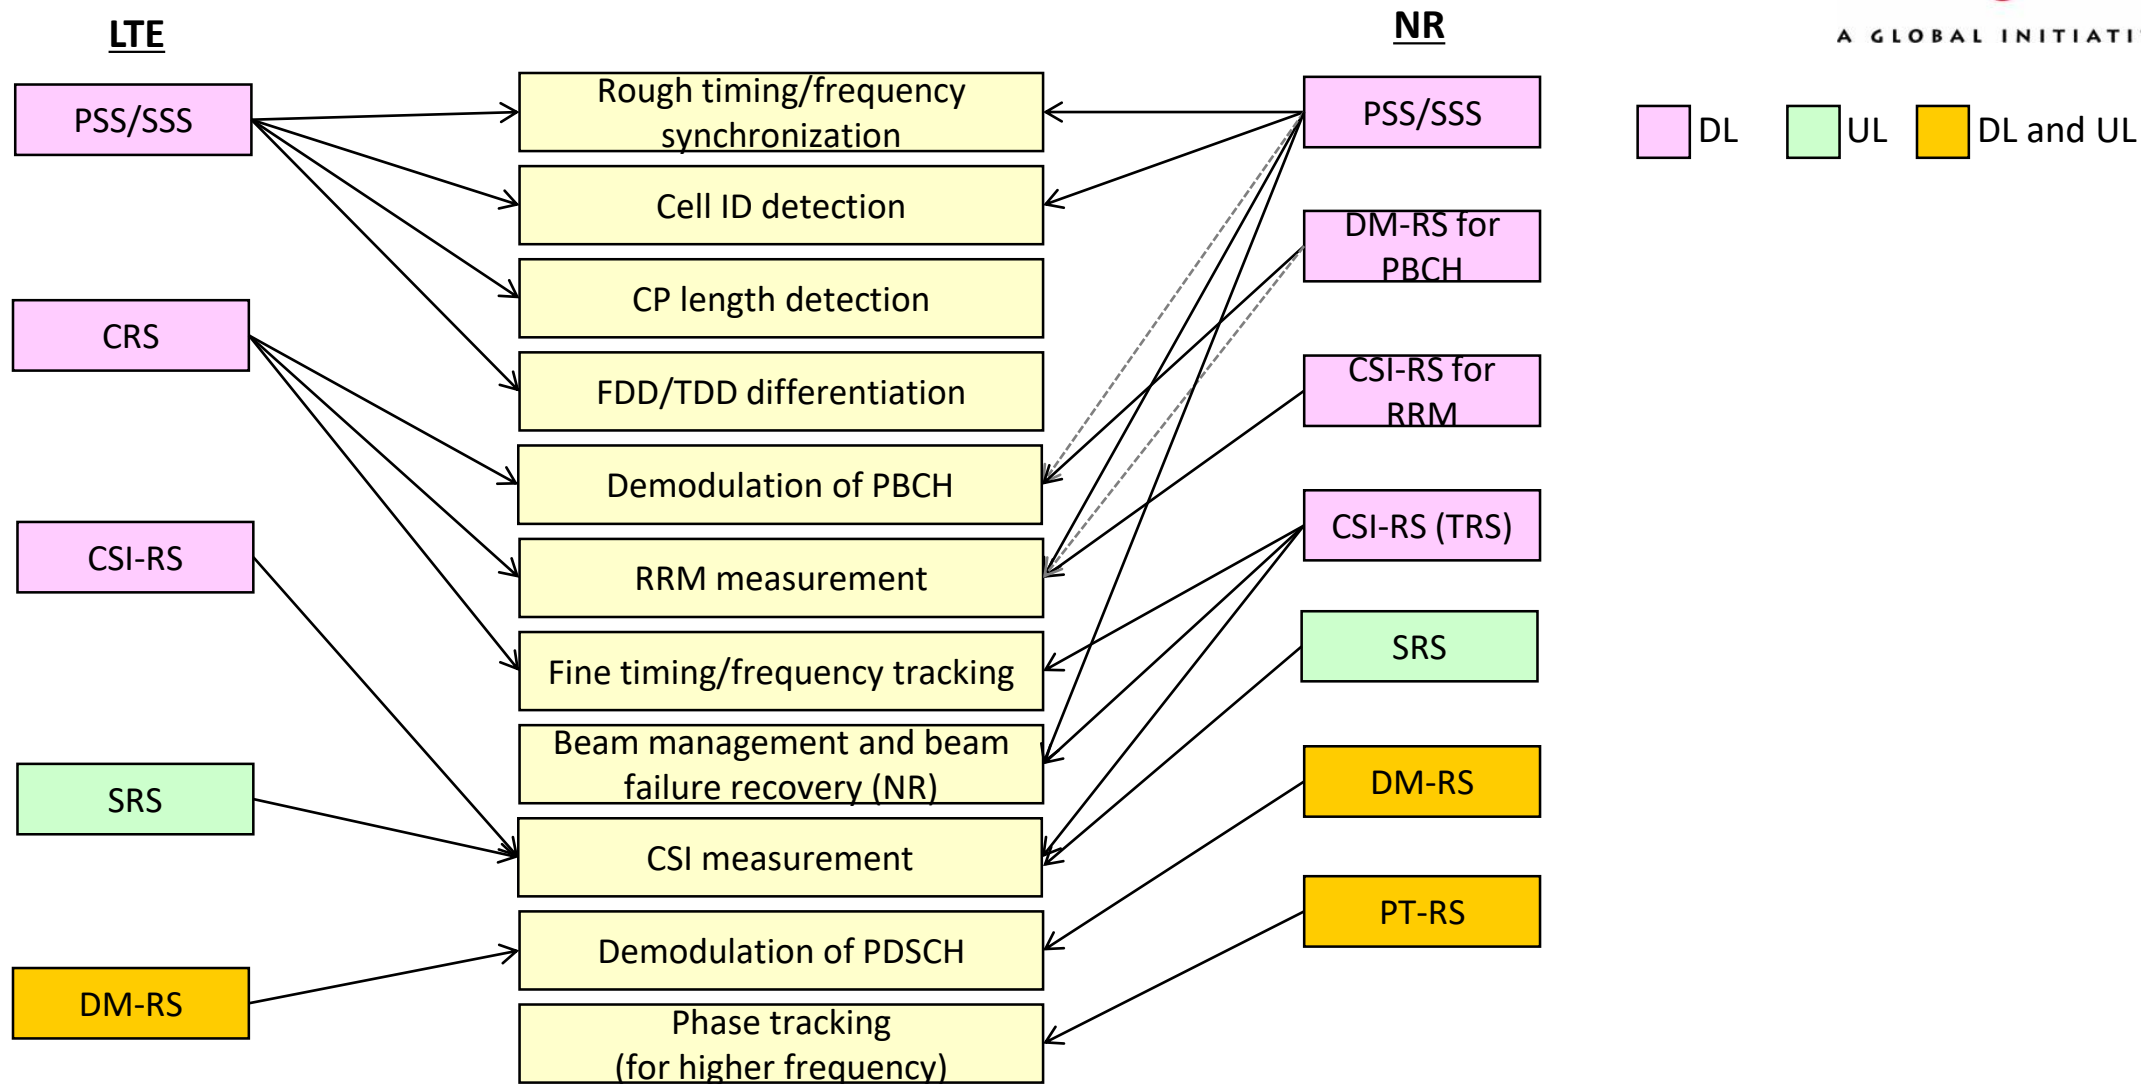 LTE
NR
A GLOBAL INITIATI
PSS/SSS
CRS
CSI-RS
SRS
DM-RS
Rough timing/frequency
synchronization
Cell ID detection
CP length detection
FDD/TDD differentiation
Demodulation of PBCH
RRM measurement
Fine timing/frequency tracking
Beam management and beam
failure recovery (NR)
CSI measurement
Demodulation of PDSCH
Phase tracking
(for higher frequency)
PSS/SSS
DM-RS for
PBCH
CSI-RS for
RRM
CSI-RS (TRS)
SRS
DM-RS
PT-RS
DL
UL
DL and UL